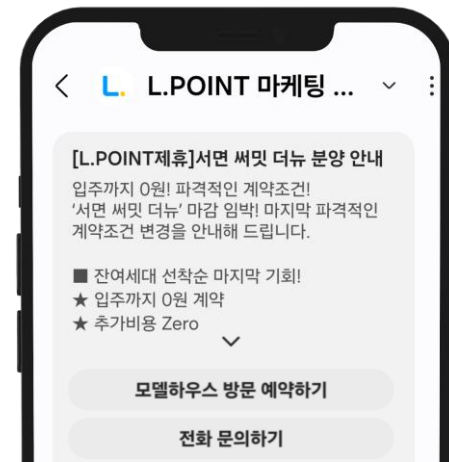 L. L.POINT 마케팅 ...
[L.POINT제휴]서면 써밋 더뉴 분양 안내
입주까지 0원! 파격적인 계약조건!
‘서면 써밋 더뉴’ 마감 임박! 마지막 파격적인
계약조건 변경을 안내해 드립니다.
■ 잔여세대 선착순 마지막 기회!
★ 입주까지 0원 계약
★ 추가비용 Zero
모델하우스 방문 예약하기
전화 문의하기